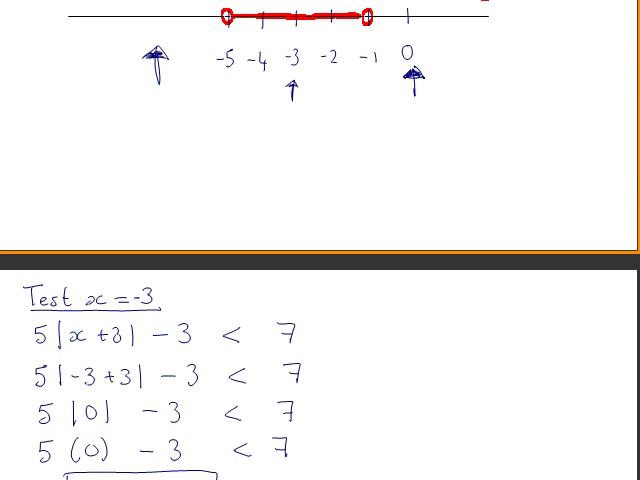 -5 -4 -3 -2 -1 0
Test x = -3
5 |x + 3| - 3 < 7
5 |-3 + 3| - 3 < 7
5 |0| - 3 < 7
5 (0) - 3 < 7